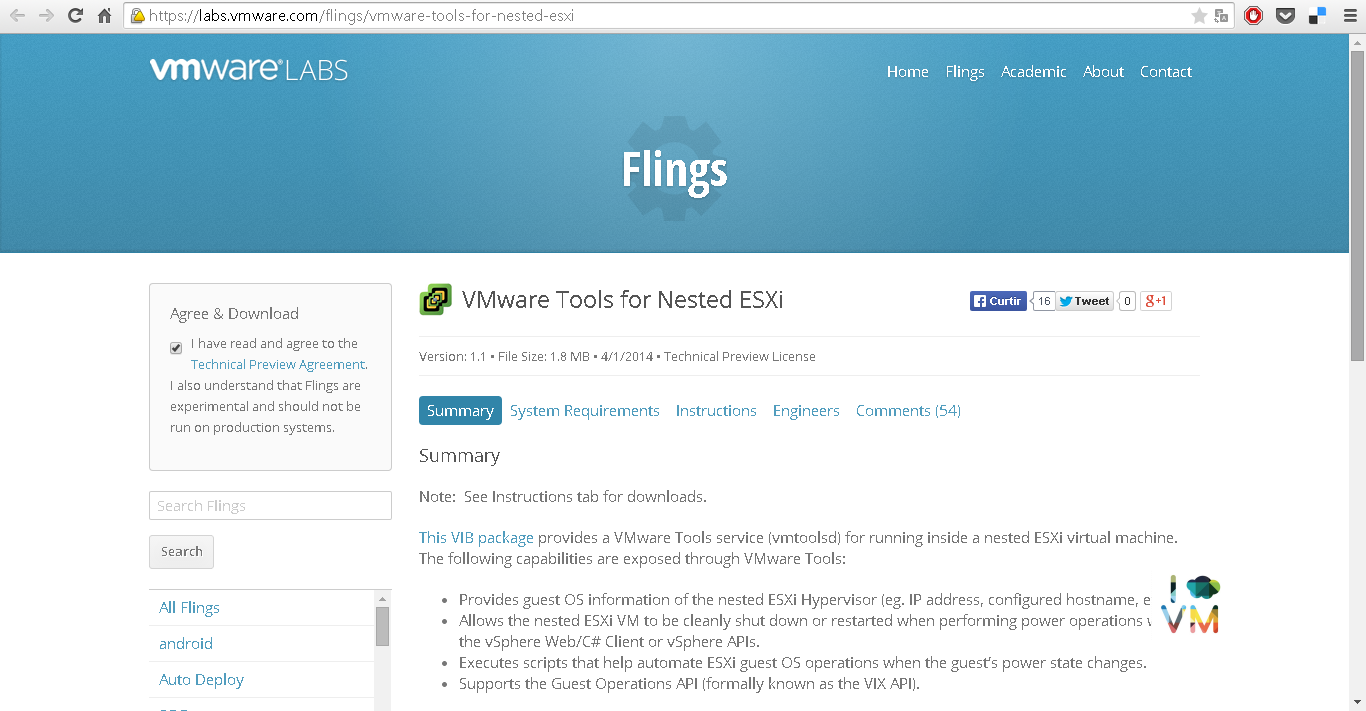 https://labs.vmware.com/flings/vmware-tools-for-nested-esxi
vmware® LABS
Home Flings Academic About Contact
Flings
Agree & Download
I have read and agree to the
Technical Preview Agreement.
I also understand that Flings are
experimental and should not be
run on production systems.
Search Flings
Search
All Flings
android
Auto Deploy
VMware Tools for Nested ESXi
Curtir 16 Tweet 0 g+1
Version: 1.1 • File Size: 1.8 MB • 4/1/2014 • Technical Preview License
Summary System Requirements Instructions Engineers Comments (54)
Summary
Note: See Instructions tab for downloads.
This VIB package provides a VMware Tools service (vmtoolsd) for running inside a nested ESXi virtual machine.
The following capabilities are exposed through VMware Tools:
• Provides guest OS information of the nested ESXi Hypervisor (eg. IP address, configured hostname, e
• Allows the nested ESXi VM to be cleanly shut down or restarted when performing power operations
the vSphere Web/C# Client or vSphere APIs.
• Executes scripts that help automate ESXi guest OS operations when the guest's power state changes.
• Supports the Guest Operations API (formally known as the VIX API).
I
VM